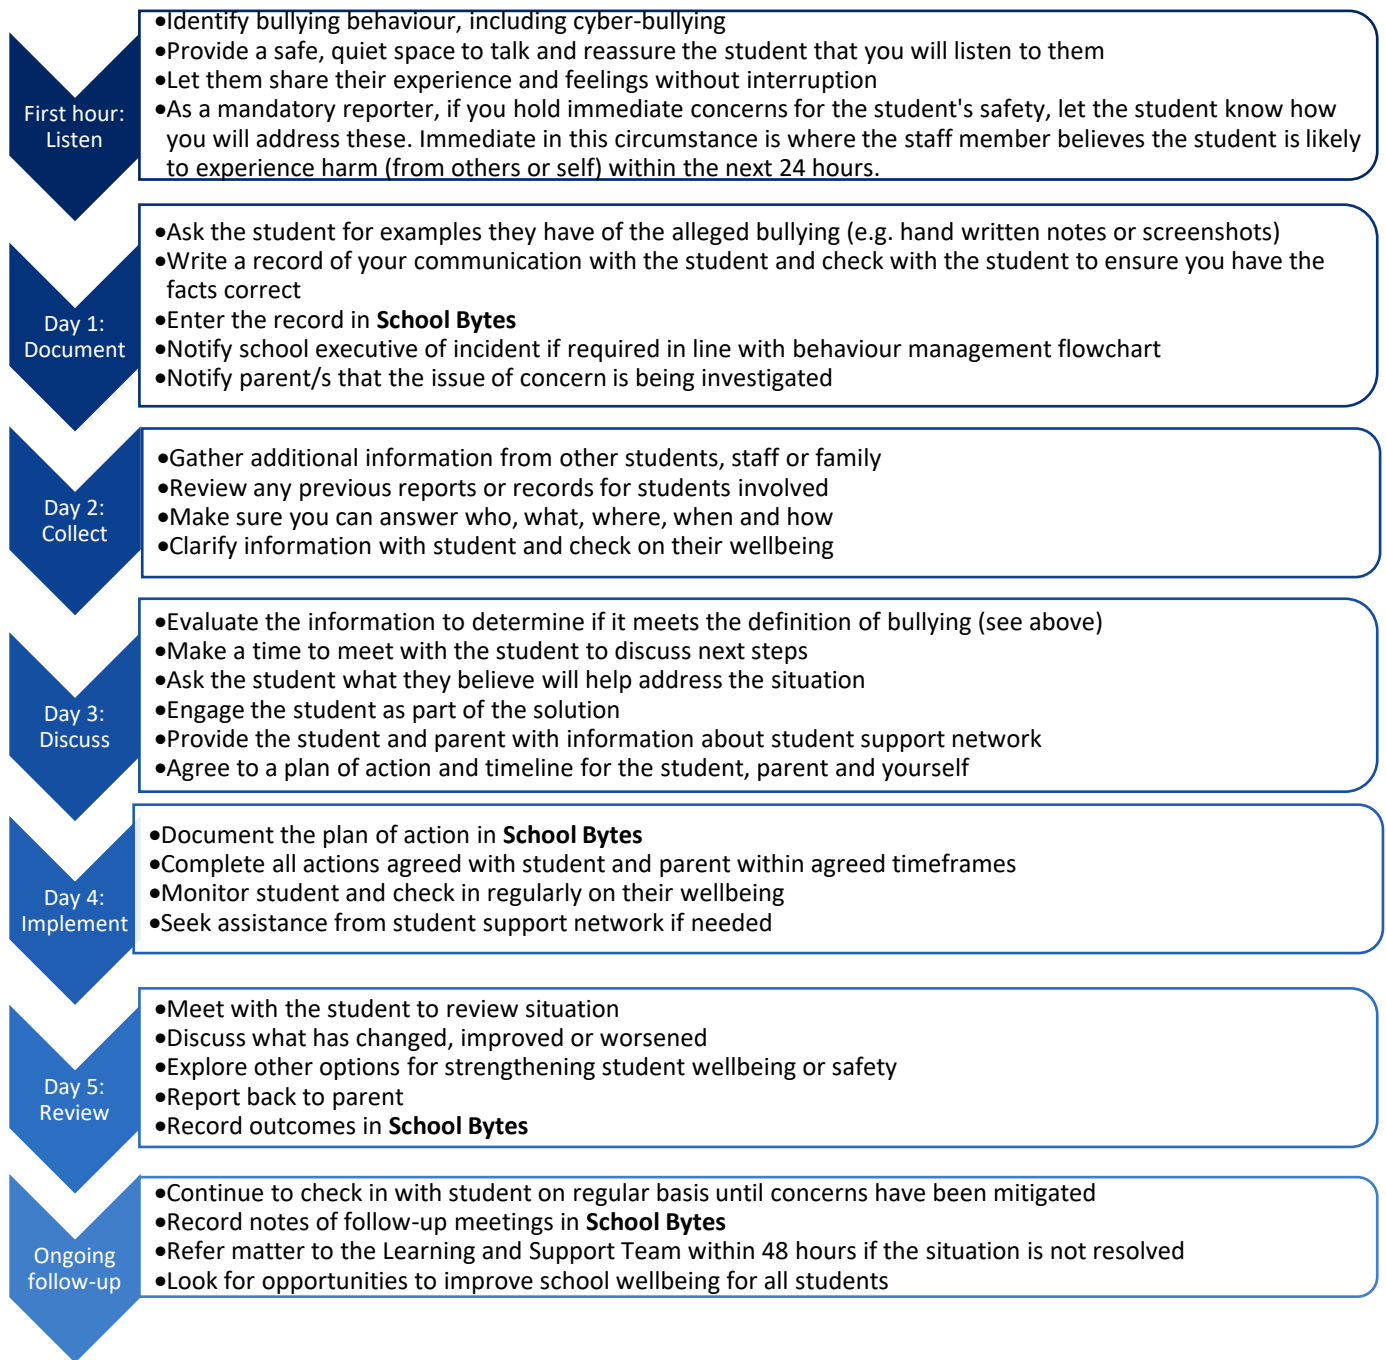 •Identify bullying behaviour, including cyber-bullying
•Provide a safe, quiet space to talk and reassure the student that you will listen to them
•Let them share their experience and feelings without interruption
First hour:
Listen
•As a mandatory reporter, if you hold immediate concerns for the student's safety, let the student know how
you will address these. Immediate in this circumstance is where the staff member believes the student is likely
to experience harm (from others or self) within the next 24 hours.
Day 1:
Document
•Ask the student for examples they have of the alleged bullying (e.g. hand written notes or screenshots)
•Write a record of your communication with the student and check with the student to ensure you have the
facts correct
•Enter the record in School Bytes
•Notify school executive of incident if required in line with behaviour management flowchart
•Notify parent/s that the issue of concern is being investigated
Day 2:
Collect
•Gather additional information from other students, staff or family
•Review any previous reports or records for students involved
•Make sure you can answer who, what, where, when and how
•Clarify information with student and check on their wellbeing
Day 3:
Discuss
•Evaluate the information to determine if it meets the definition of bullying (see above)
•Make a time to meet with the student to discuss next steps
•Ask the student what they believe will help address the situation
•Engage the student as part of the solution
•Provide the student and parent with information about student support network
•Agree to a plan of action and timeline for the student, parent and yourself
Day 4:
Implement
•Document the plan of action in School Bytes
•Complete all actions agreed with student and parent within agreed timeframes
•Monitor student and check in regularly on their wellbeing
•Seek assistance from student support network if needed
Day 5:
Review
•Meet with the student to review situation
•Discuss what has changed, improved or worsened
•Explore other options for strengthening student wellbeing or safety
•Report back to parent
•Record outcomes in School Bytes
Ongoing
follow-up
•Continue to check in with student on regular basis until concerns have been mitigated
•Record notes of follow-up meetings in School Bytes
•Refer matter to the Learning and Support Team within 48 hours if the situation is not resolved
•Look for opportunities to improve school wellbeing for all students